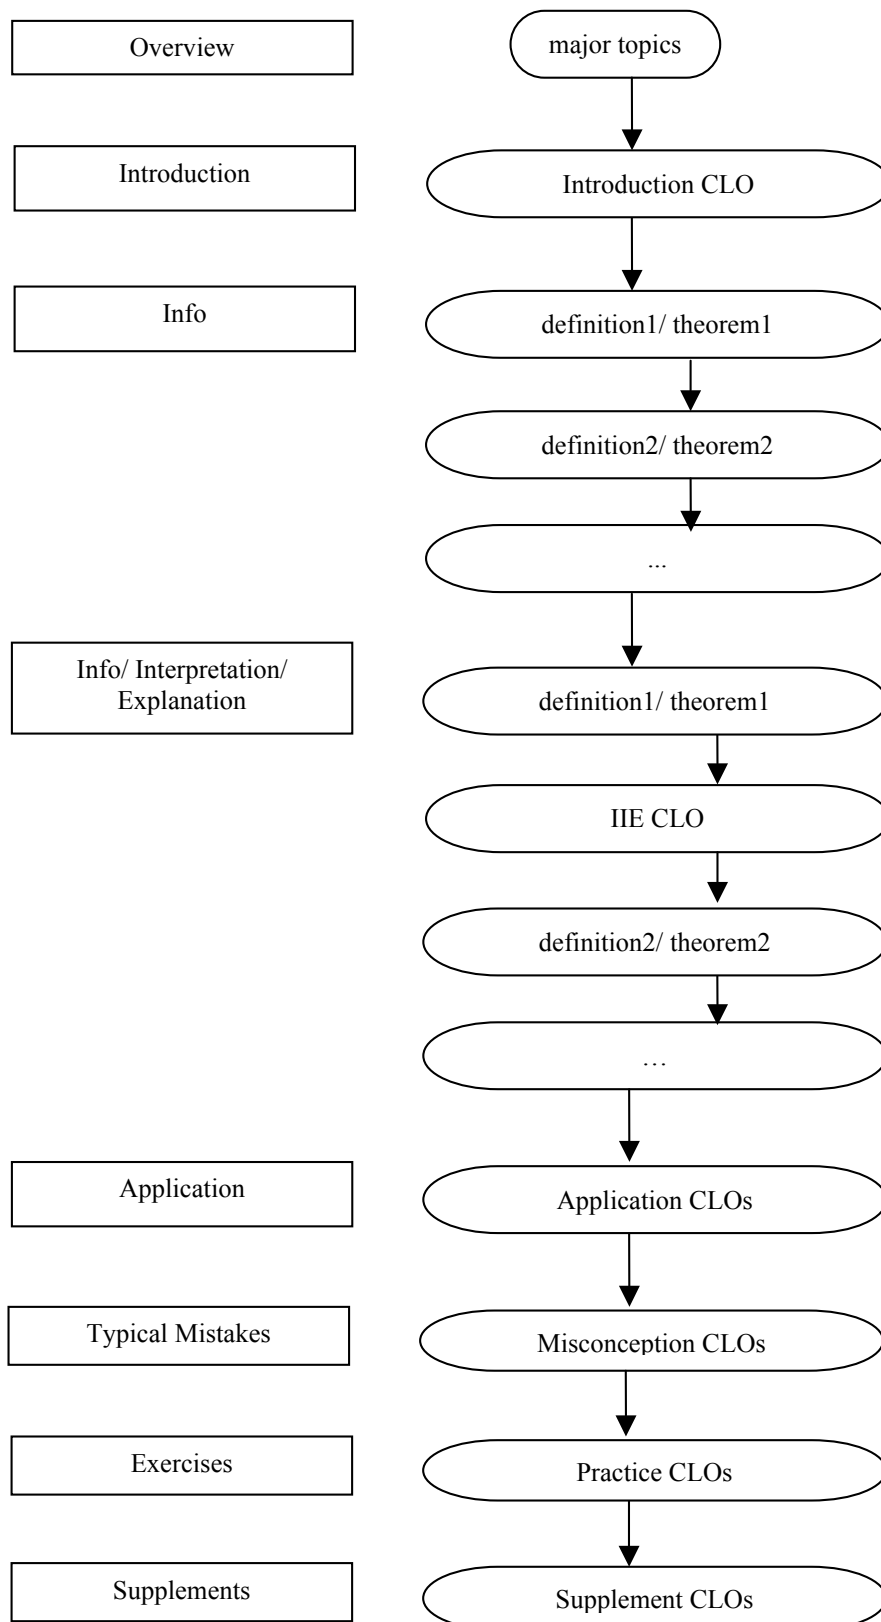 Overview
major topics
Introduction
Introduction CLO
Info
definition1/ theorem1
definition2/ theorem2
...
Info/ Interpretation/
Explanation
definition1/ theorem1
IIE CLO
definition2/ theorem2
…
Application
Application CLOs
Typical Mistakes
Misconception CLOs
Exercises
Practice CLOs
Supplements
Supplement CLOs